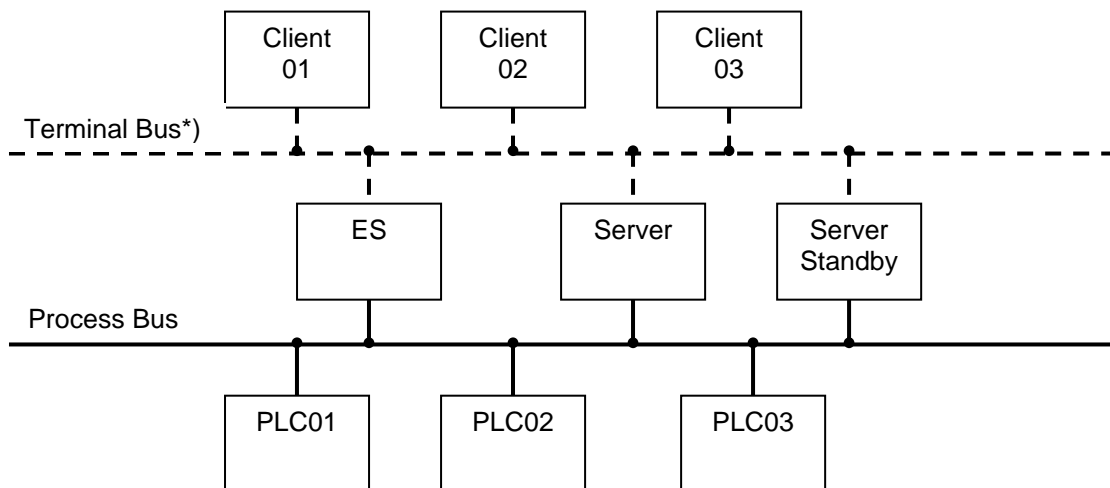 Client
01
Client
02
Client
03
Terminal Bus*)
ES
Server
Server
Standby
Process Bus
PLC01
PLC02
PLC03